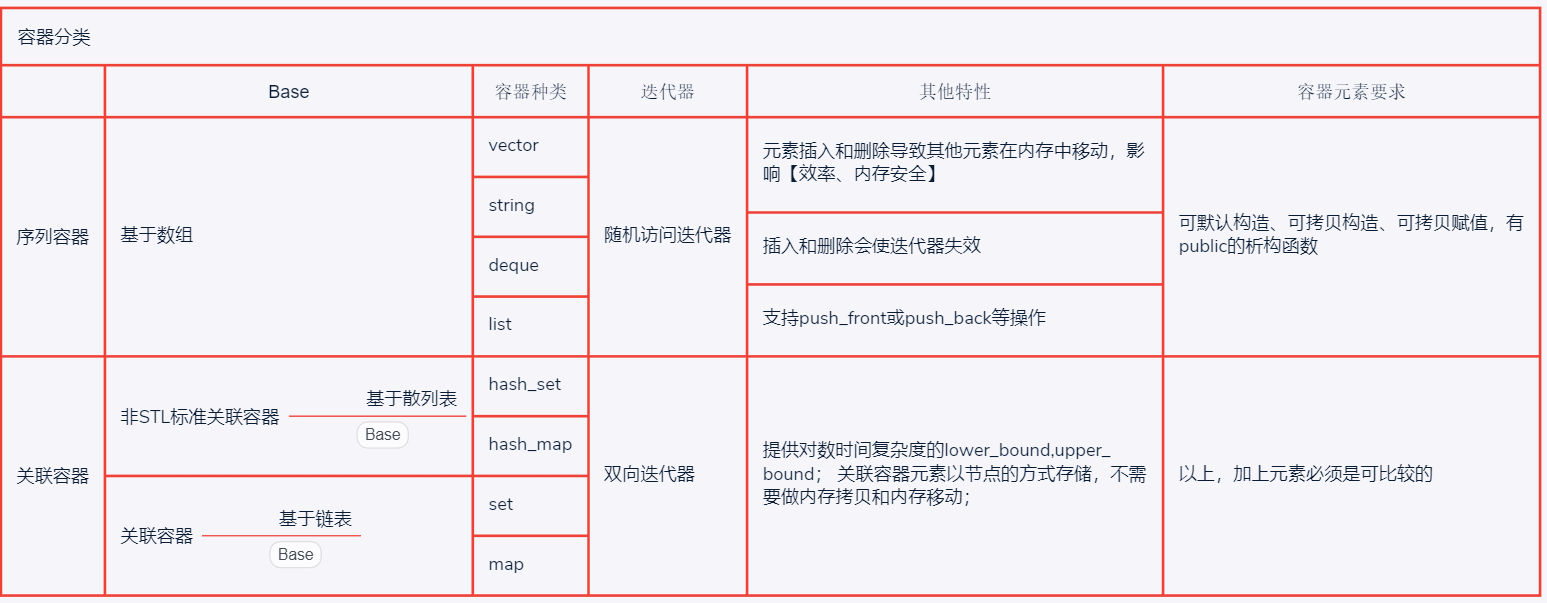 容器分类
Base
容器种类
迭代器
其他特性
容器元素要求
序列容器
基于数组
vector
string
deque
list
随机访问迭代器
元素插入和删除导致其他元素在内存中移动，影
响【效率、内存安全】
插入和删除会使迭代器失效
支持push_front或push_back等操作
可默认构造、可拷贝构造、可拷贝赋值，有
public的析构函数
关联容器
非STL标准关联容器
基于散列表
Base
hash_set
hash_map
关联容器
基于链表
Base
set
map
双向迭代器
提供对数时间复杂度的lower_bound,upper_
bound； 关联容器元素以节点的方式存储，不需
要做内存拷贝和内存移动；
以上，加上元素必须是可比较的